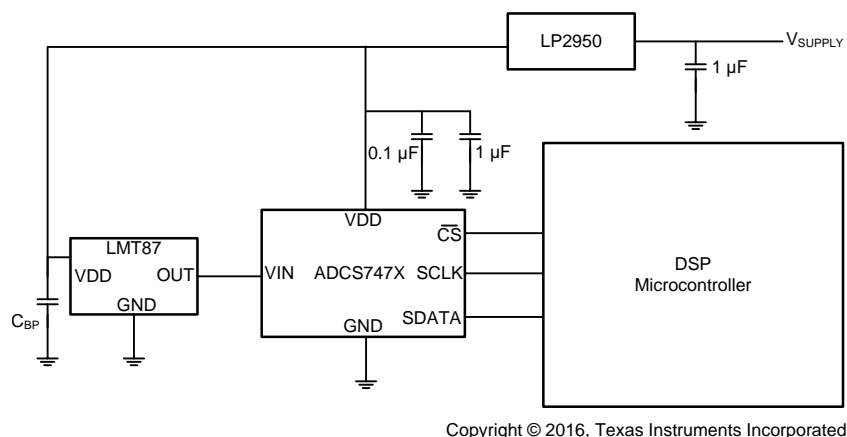 LP2950
VSUPPLY
1 µF
0.1 µF
1 µF
VDD
LMT87
VDD
OUT
GND
CBP
VIN
ADCS747X
CS
SCLK
SDATA
GND
DSP
Microcontroller
Copyright © 2016, Texas Instruments Incorporated